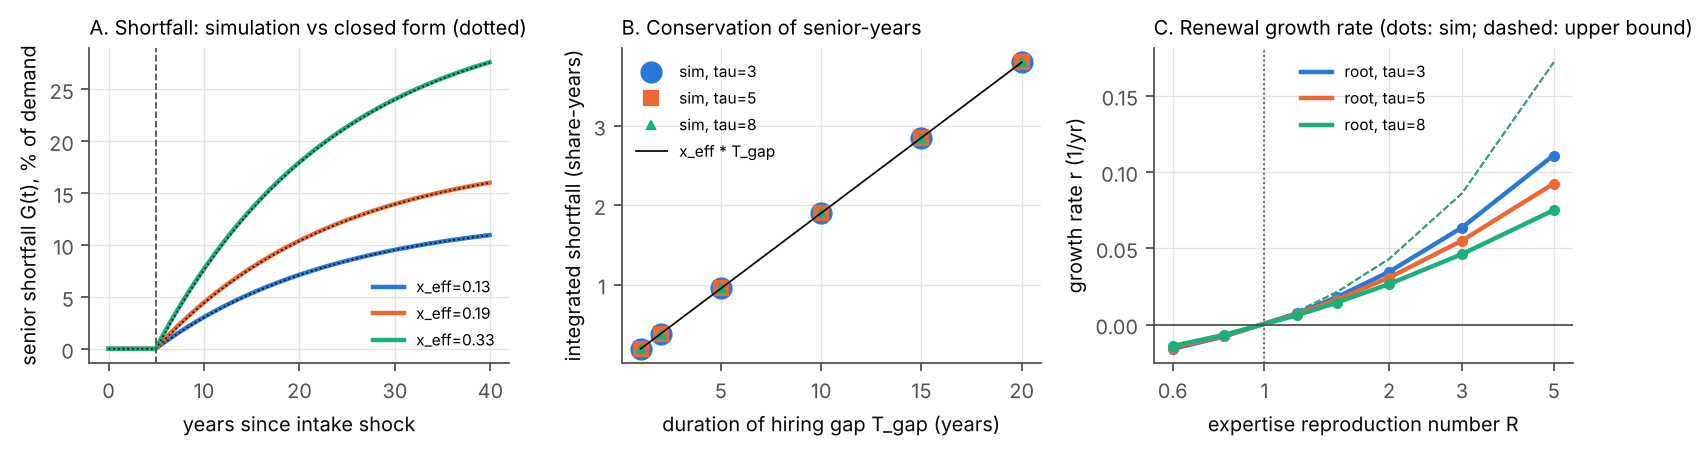 A. Shortfall: simulation vs closed form (dotted)
senior shortfall G(t), % of demand
25
20
15
10
5
0
x_eff=0.13
x_eff=0.19
x_eff=0.33
0 10 20 30 40
years since intake shock
B. Conservation of senior-years
integrated shortfall (share-years)
3
2
1
sim, tau=3
sim, tau=5
sim, tau=8
x_eff * T_gap
5 10 15 20
duration of hiring gap T_gap (years)
C. Renewal growth rate (dots: sim; dashed: upper bound)
growth rate r (1/yr)
0.15
0.10
0.05
0.00
root, tau=3
root, tau=5
root, tau=8
0.6 1 2 3 5
expertise reproduction number R